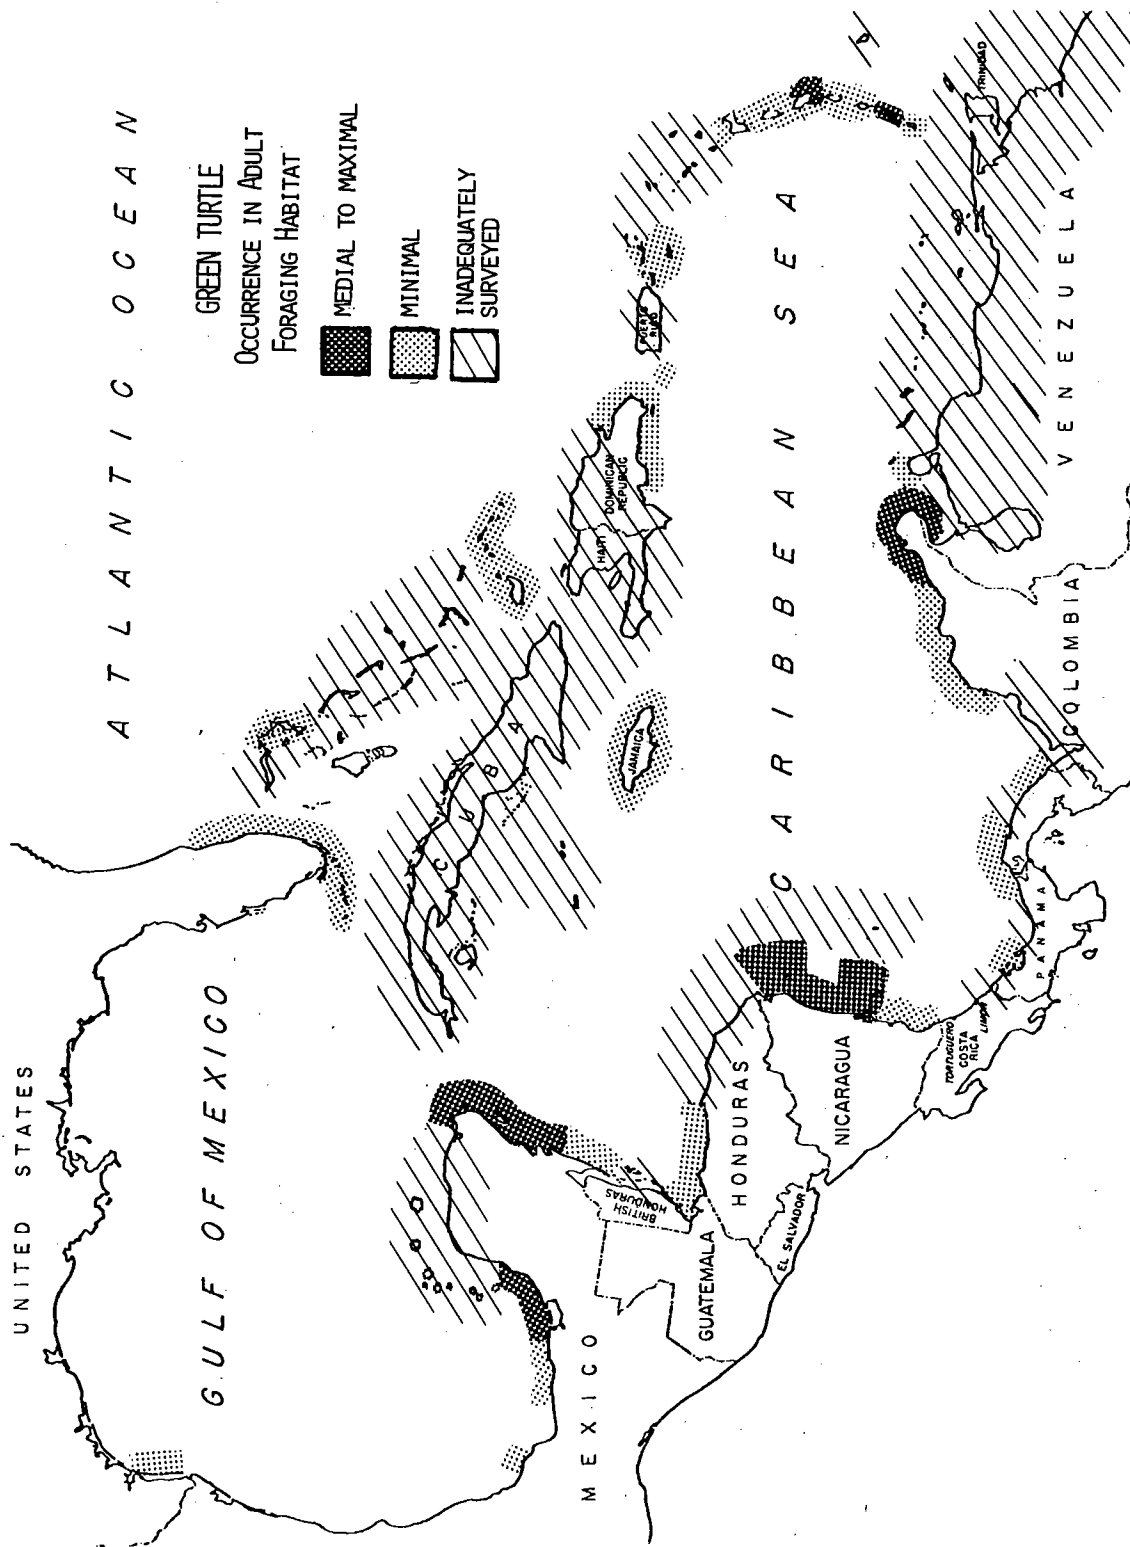 UNITED STATES
GULF OF MEXICO
ATLANTIC OCEAN
GREEN TURTLE
OCCURRENCE IN ADULT
FORAGING HABITAT
MEDIAL TO MAXIMAL
MINIMAL
INADEQUATELY
SURVEYED
CUBA
JAMAICA
HAITI
DOMINICAN
REPUBLIC
PUERTO
RICO
MEXICO
BRITISH
HONDURAS
GUATEMALA
HONDURAS
EL SALVADOR
NICARAGUA
CARIBBEAN SEA
TORTUGUERO
COSTA
RICA
LIMON
PANAMA
COLOMBIA
VENEZUELA
TRINIDAD